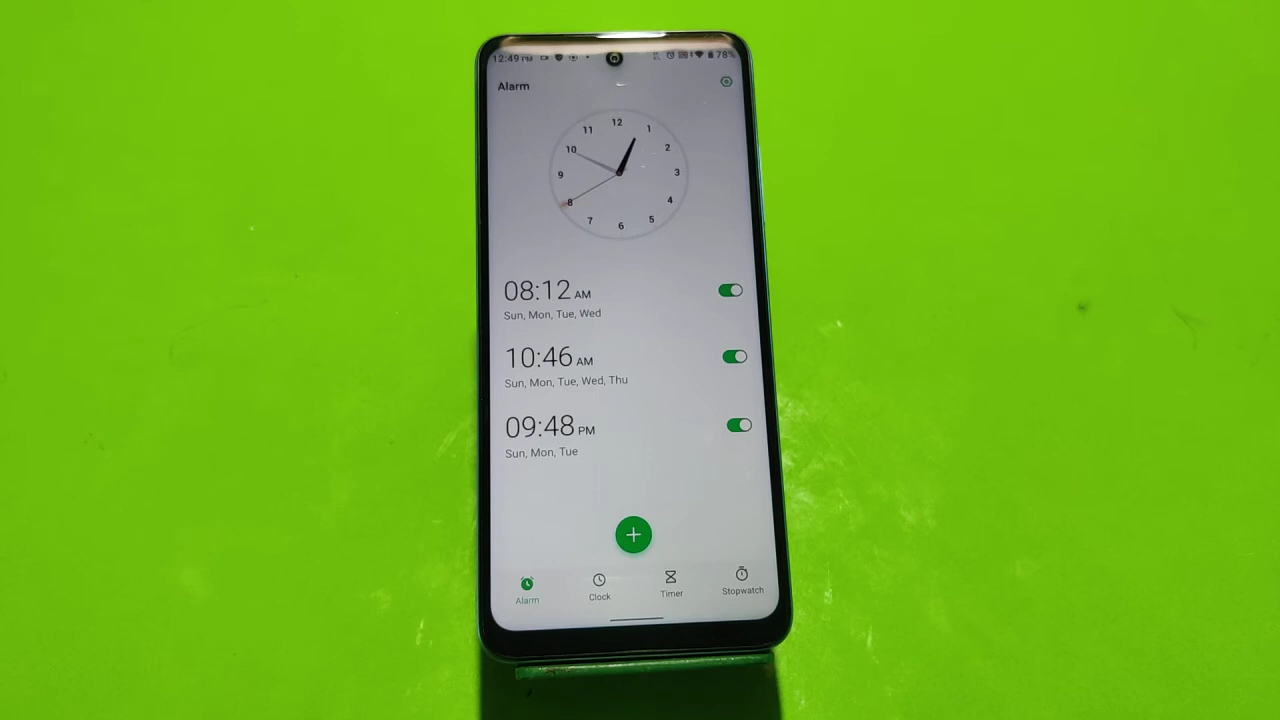 12:49 PM 78%
Alarm
12
11 1
10 2
9 3
8 4
7 5
6
08:12 AM
Sun, Mon, Tue, Wed
10:46 AM
Sun, Mon, Tue, Wed, Thu
09:48 PM
Sun, Mon, Tue
Alarm Clock Timer Stopwatch